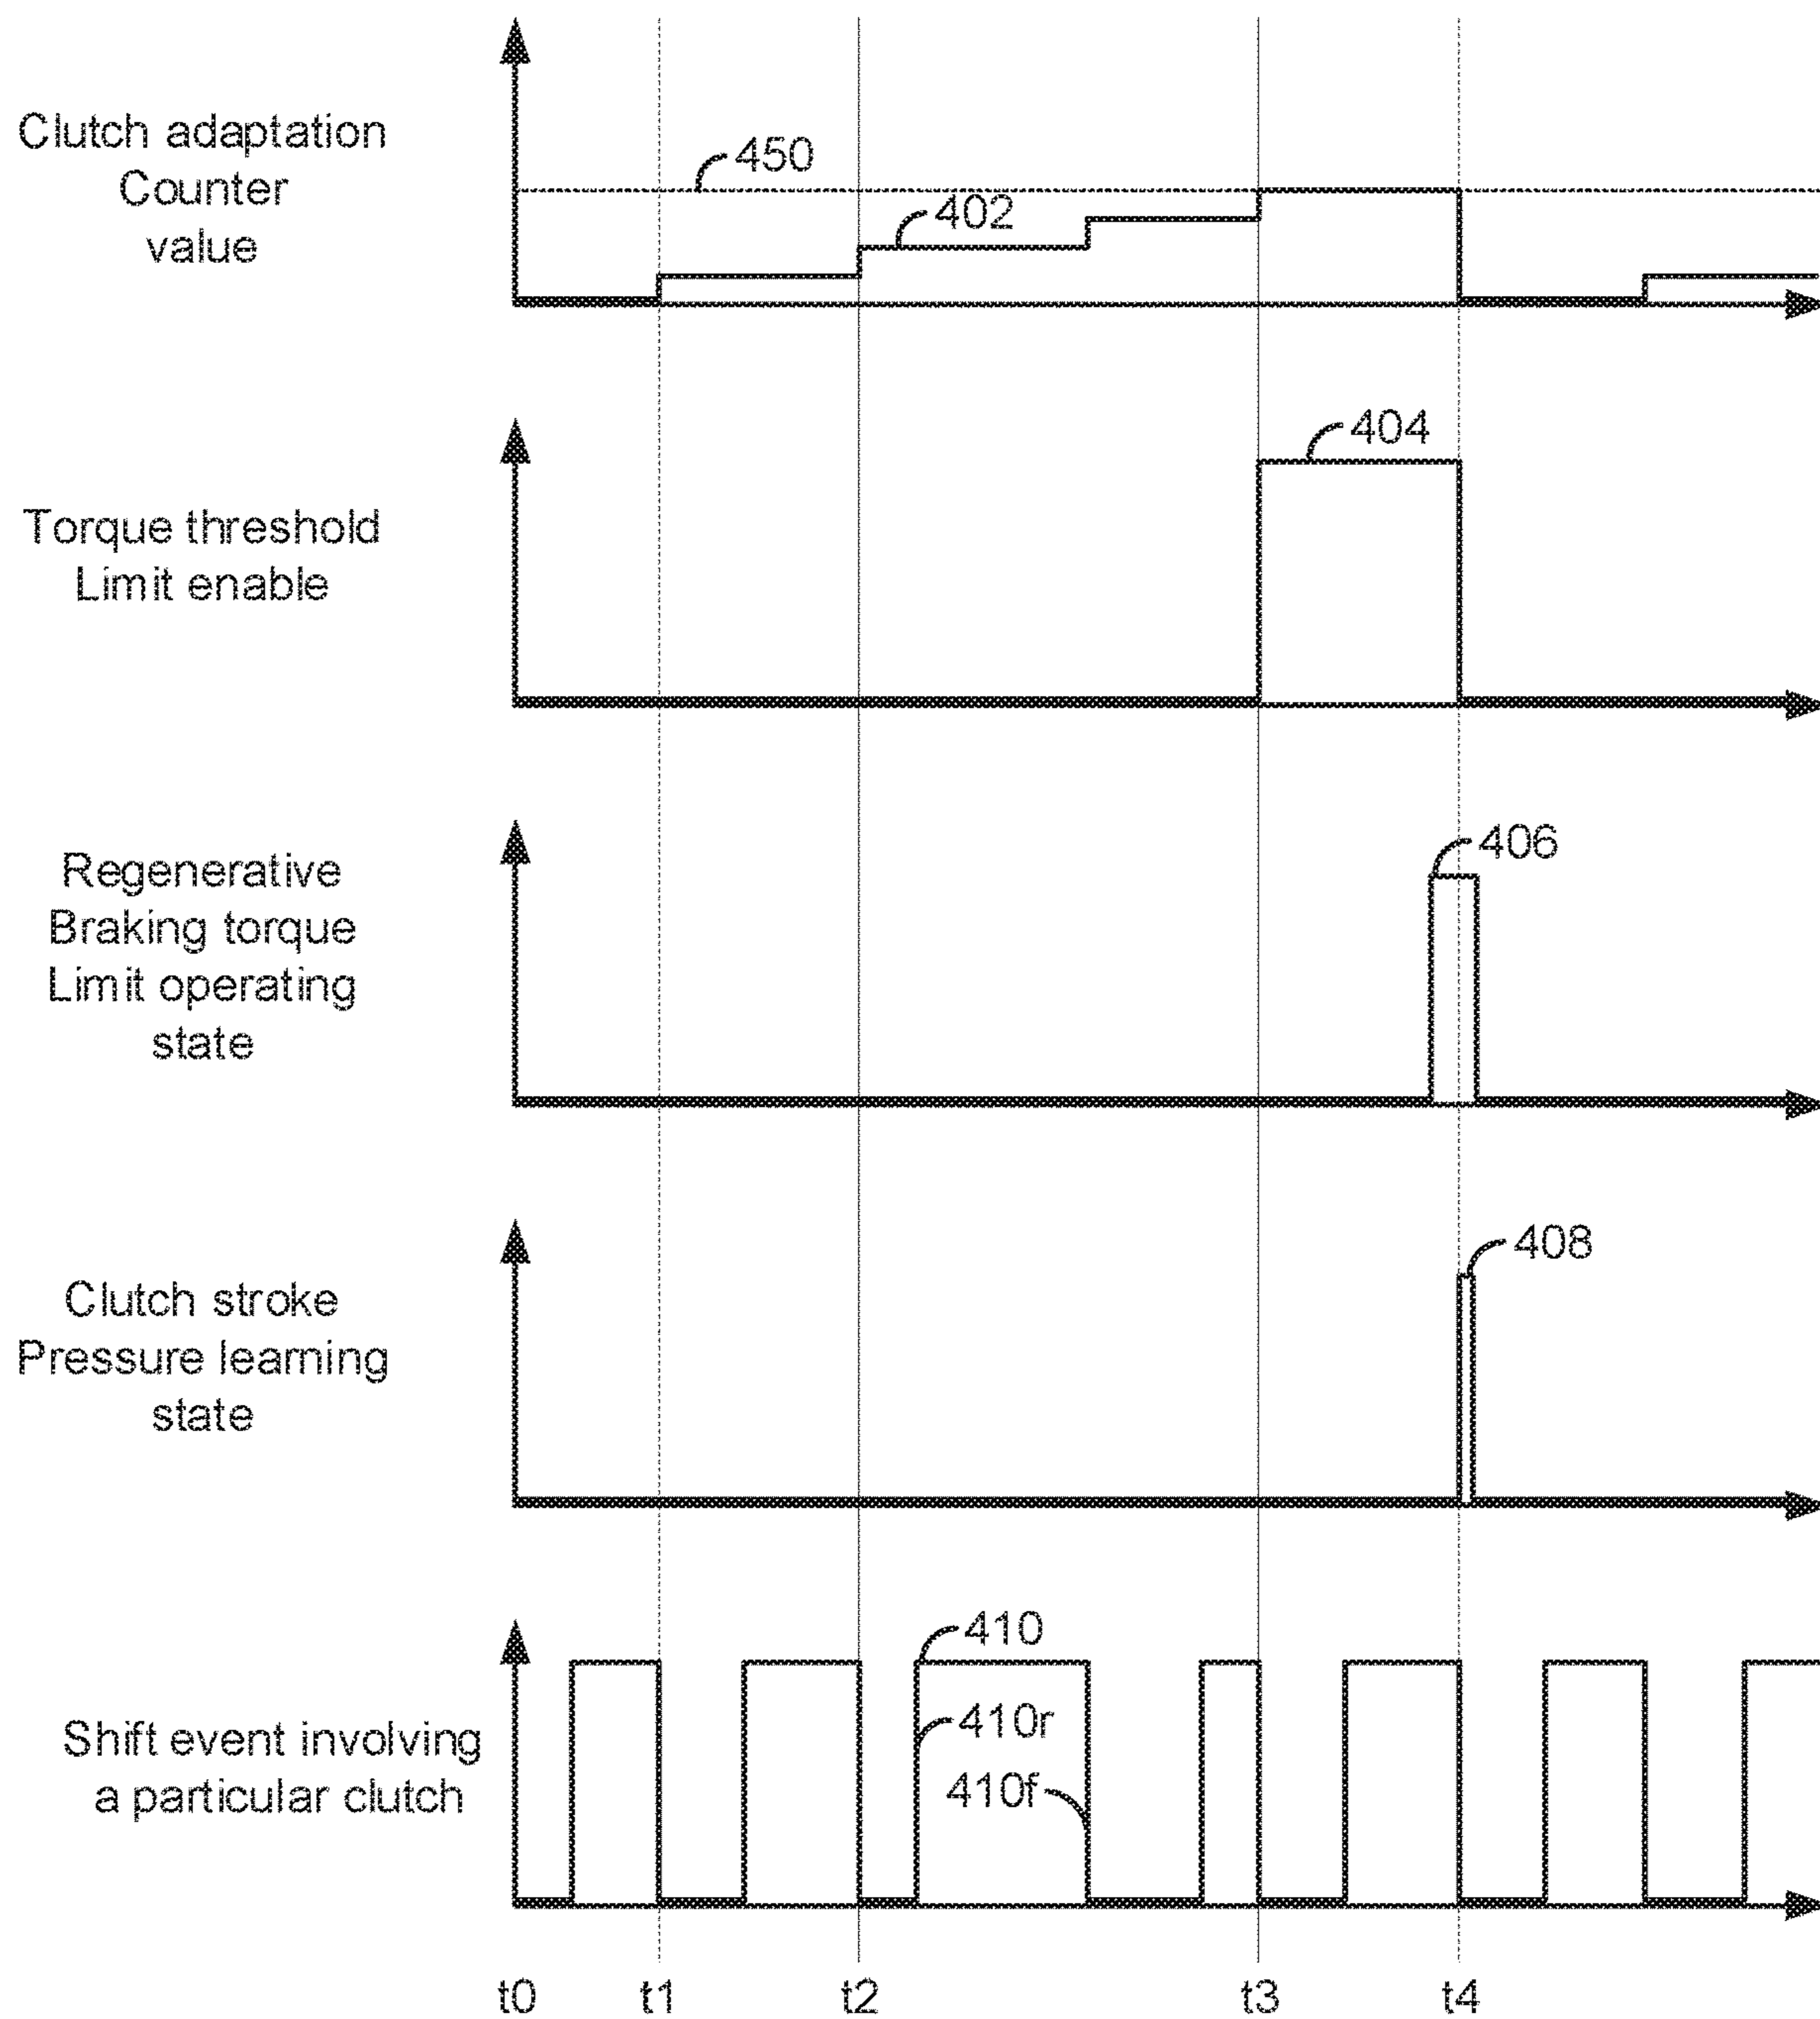 Clutch adaptation
Counter
value
450
402
Torque threshold
Limit enable
404
Regenerative
Braking torque
Limit operating
state
406
Clutch stroke
Pressure learning
state
408
Shift event involving
a particular clutch
410
410r
410f
t0 t1 t2 t3 t4